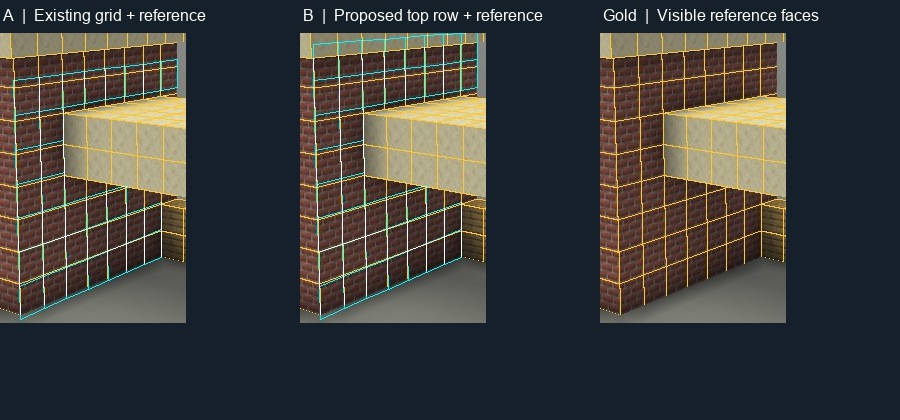 A | Existing grid + reference
B | Proposed top row + reference
Gold | Visible reference faces